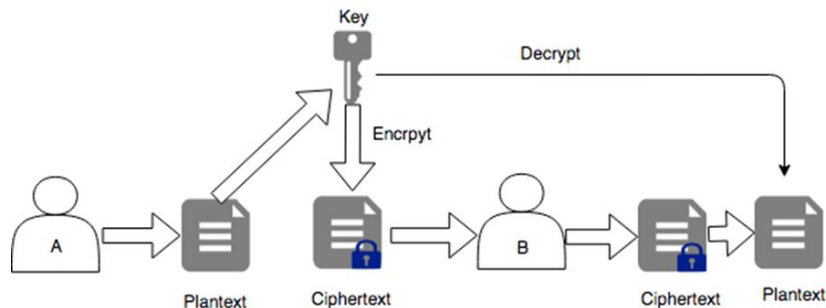 Key
Decrypt
Encrpyt
A
B
Plantext
Ciphertext
Ciphertext
Plantext